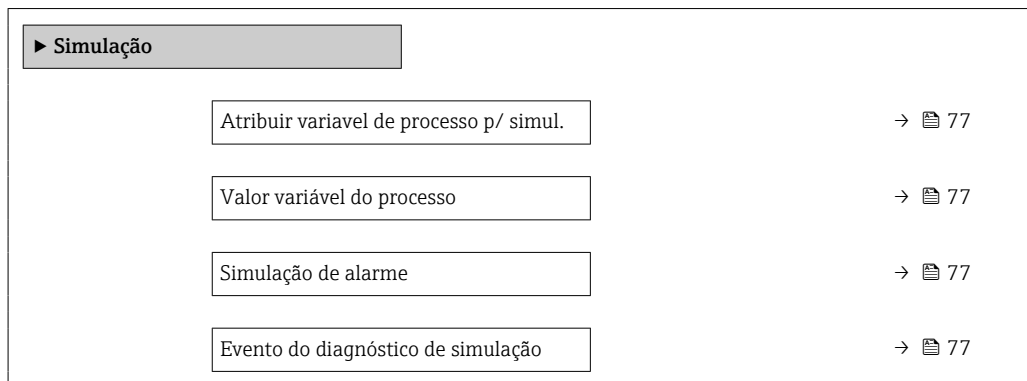 ▶ Simulação
Atribuir variavel de processo p/ simul. → 77
Valor variável do processo → 77
Simulação de alarme → 77
Evento do diagnóstico de simulação → 77